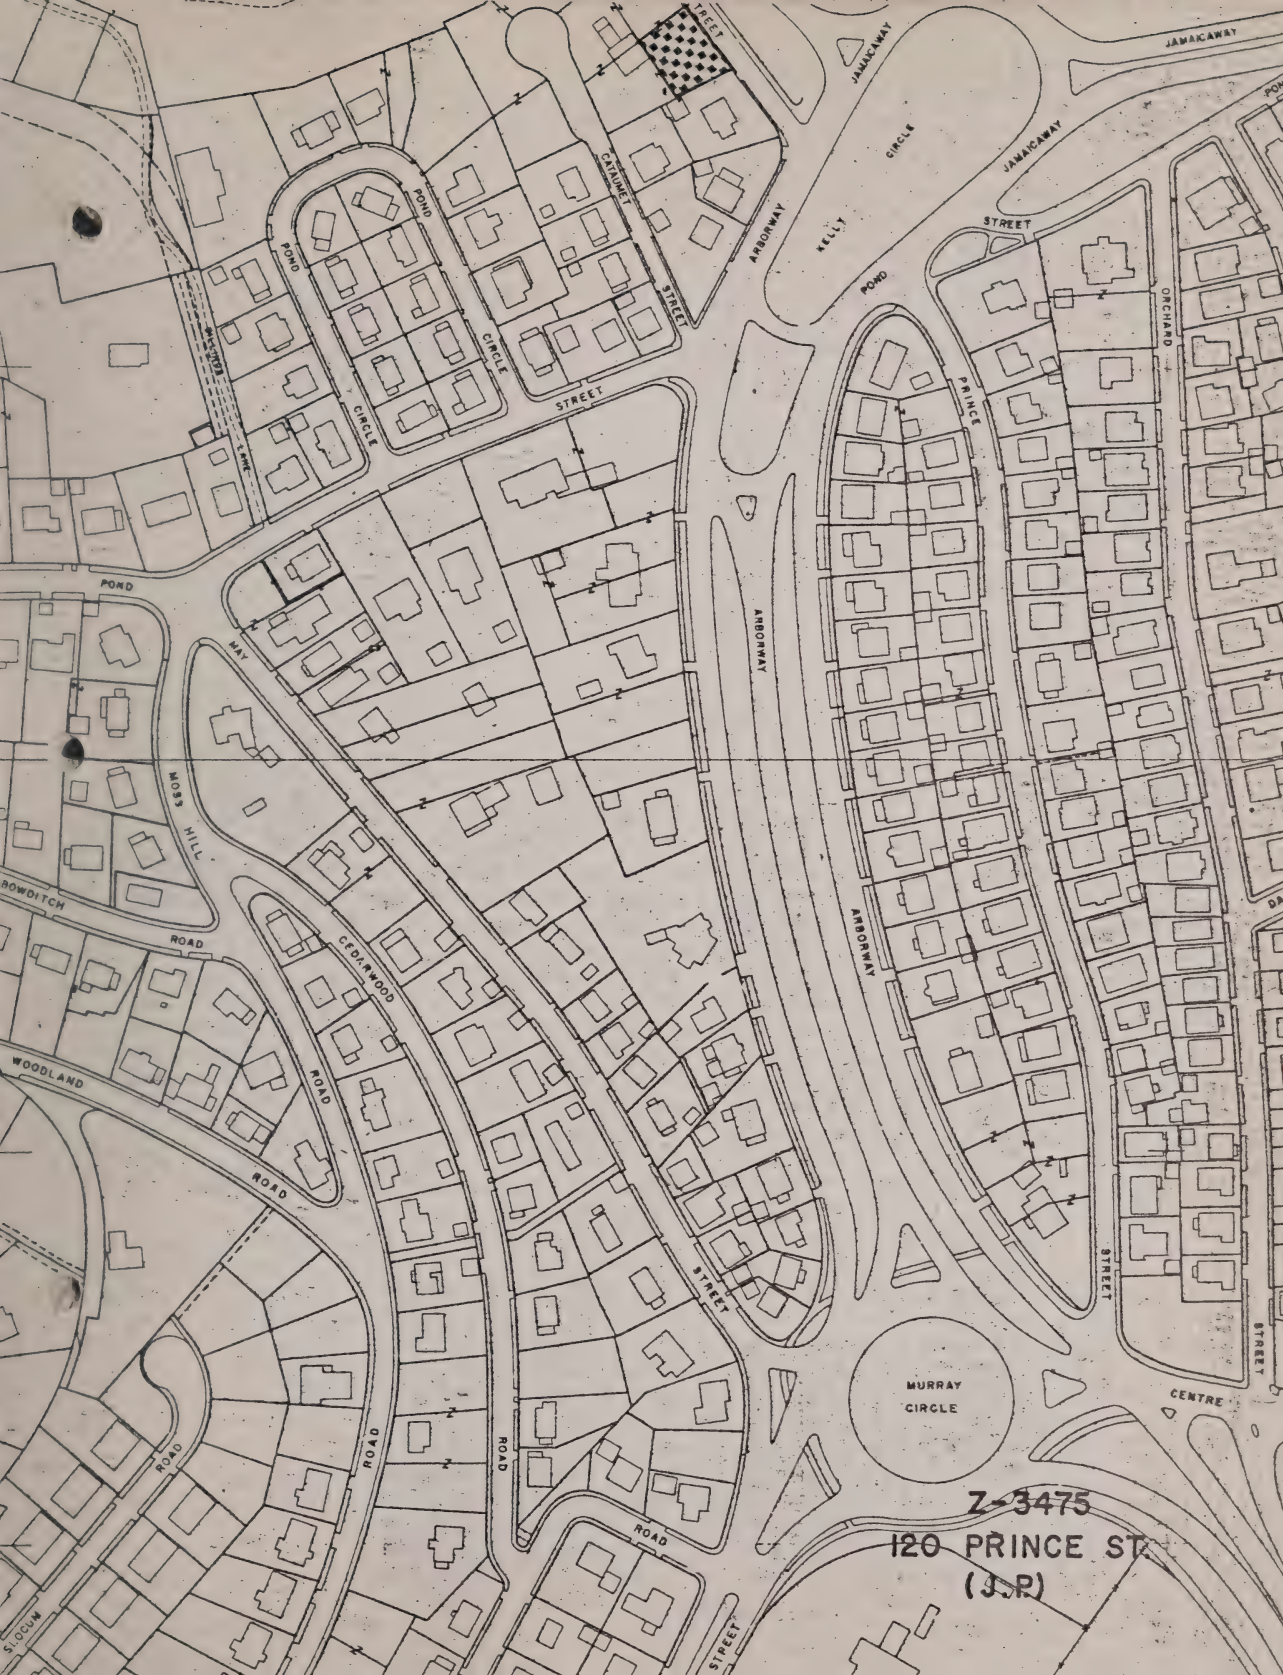 STREET
JAMAICAWAY
JAMAICAWAY
JAMAICAWAY
CIRCLE
KELLY
CATAUMET
STREET
ARBORWAY
POND
STREET
POND
CIRCLE
POND
CIRCLE
STREET
LANE
ORCHARD
PRINCE
POND
MAY
ARBORWAY
MOSS
HILL
BOWDITCH
ROAD
CEDARWOOD
ROAD
ARBORWAY
WOODLAND
ROAD
STREET
STREET
STREET
MURRAY
CIRCLE
CENTRE
ROAD
ROAD
ROAD
ROAD
SLOCUM
STREET
Z-3475
120 PRINCE ST.
(J.P.)